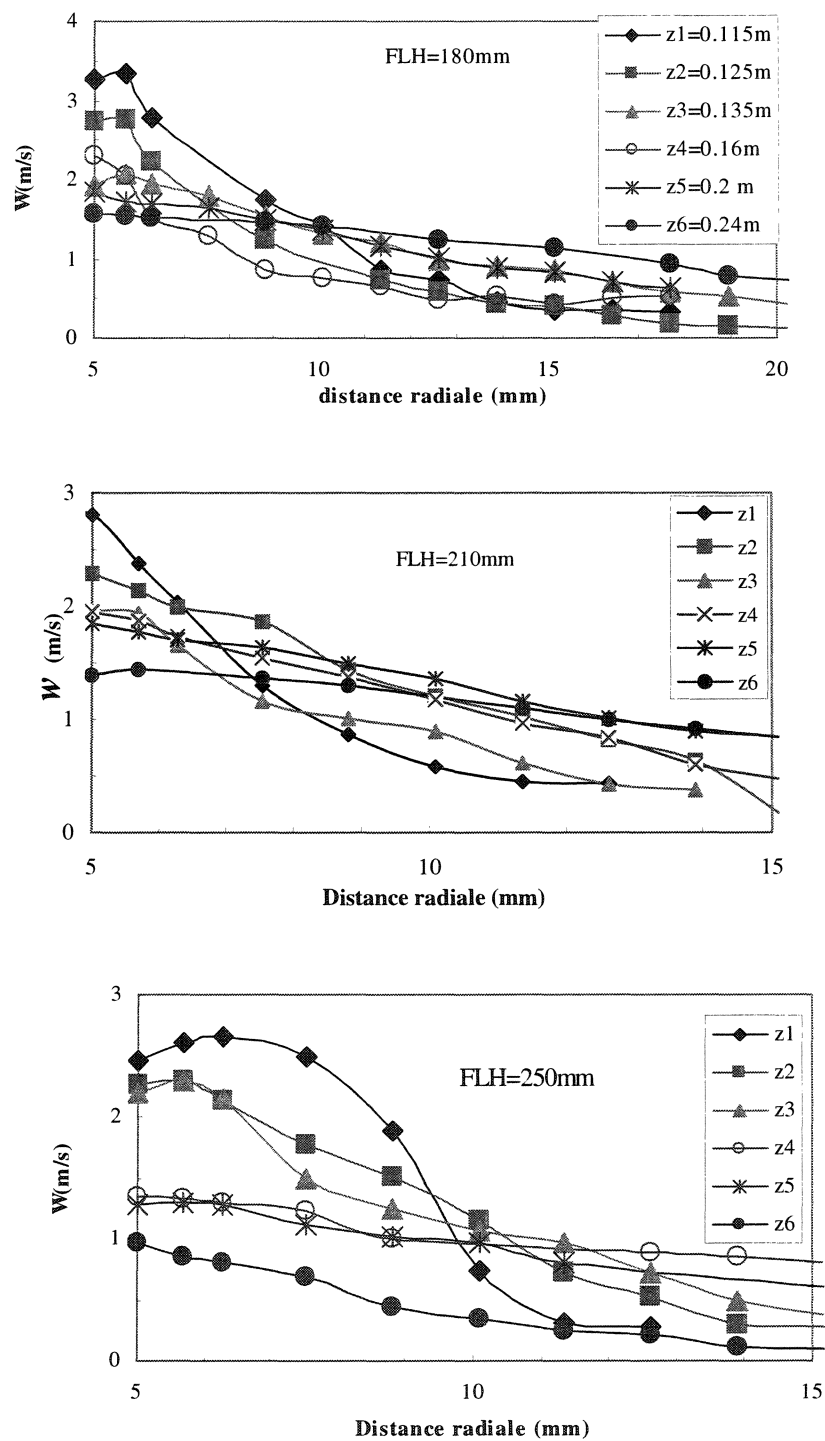 4
3
2
1
0
W(m/s)
FLH=180mm
z1=0.115m
z2=0.125m
z3=0.135m
z4=0.16m
z5=0.2 m
z6=0.24m
5
10
15
20
distance radiale (mm)
3
2
1
0
W (m/s)
FLH=210mm
z1
z2
z3
z4
z5
z6
5
10
15
Distance radiale (mm)
3
2
1
0
W(m/s)
FLH=250mm
z1
z2
z3
z4
z5
z6
5
10
15
Distance radiale (mm)